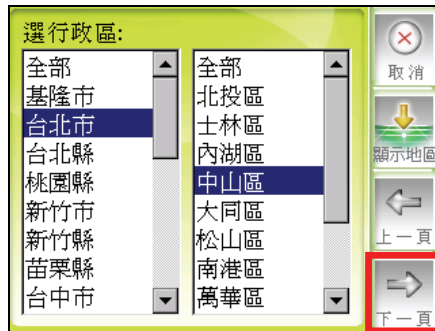 選行政區:
全部
基隆市
台北市
台北縣
桃園縣
新竹市
新竹縣
苗栗縣
台中市
全部
北投區
士林區
內湖區
中山區
大同區
松山區
南港區
萬華區
取消
顯示地區
上一頁
下一頁